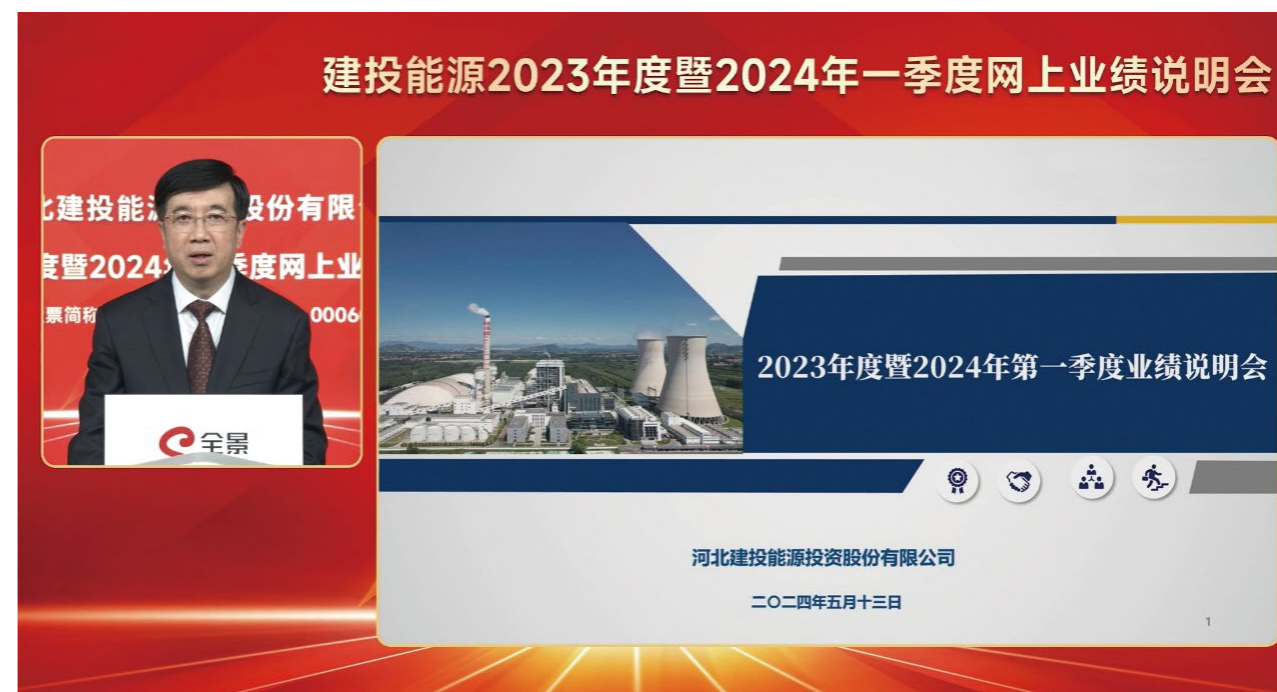 建投能源2023年度暨2024年一季度网上业绩说明会
建投能 股份有限
度暨2024 季度网上业
票简称 0006
全景
2023年度暨2024年第一季度业绩说明会
河北建投能源投资股份有限公司
二〇二四年五月十三日
1